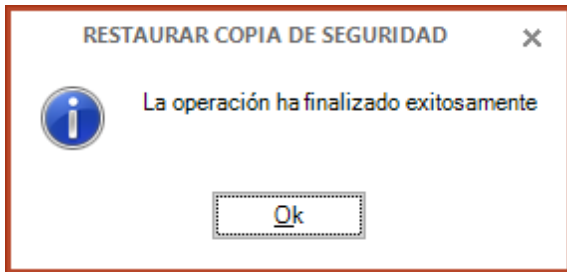 RESTAURAR COPIA DE SEGURIDAD
La operación ha finalizado exitosamente
Ok